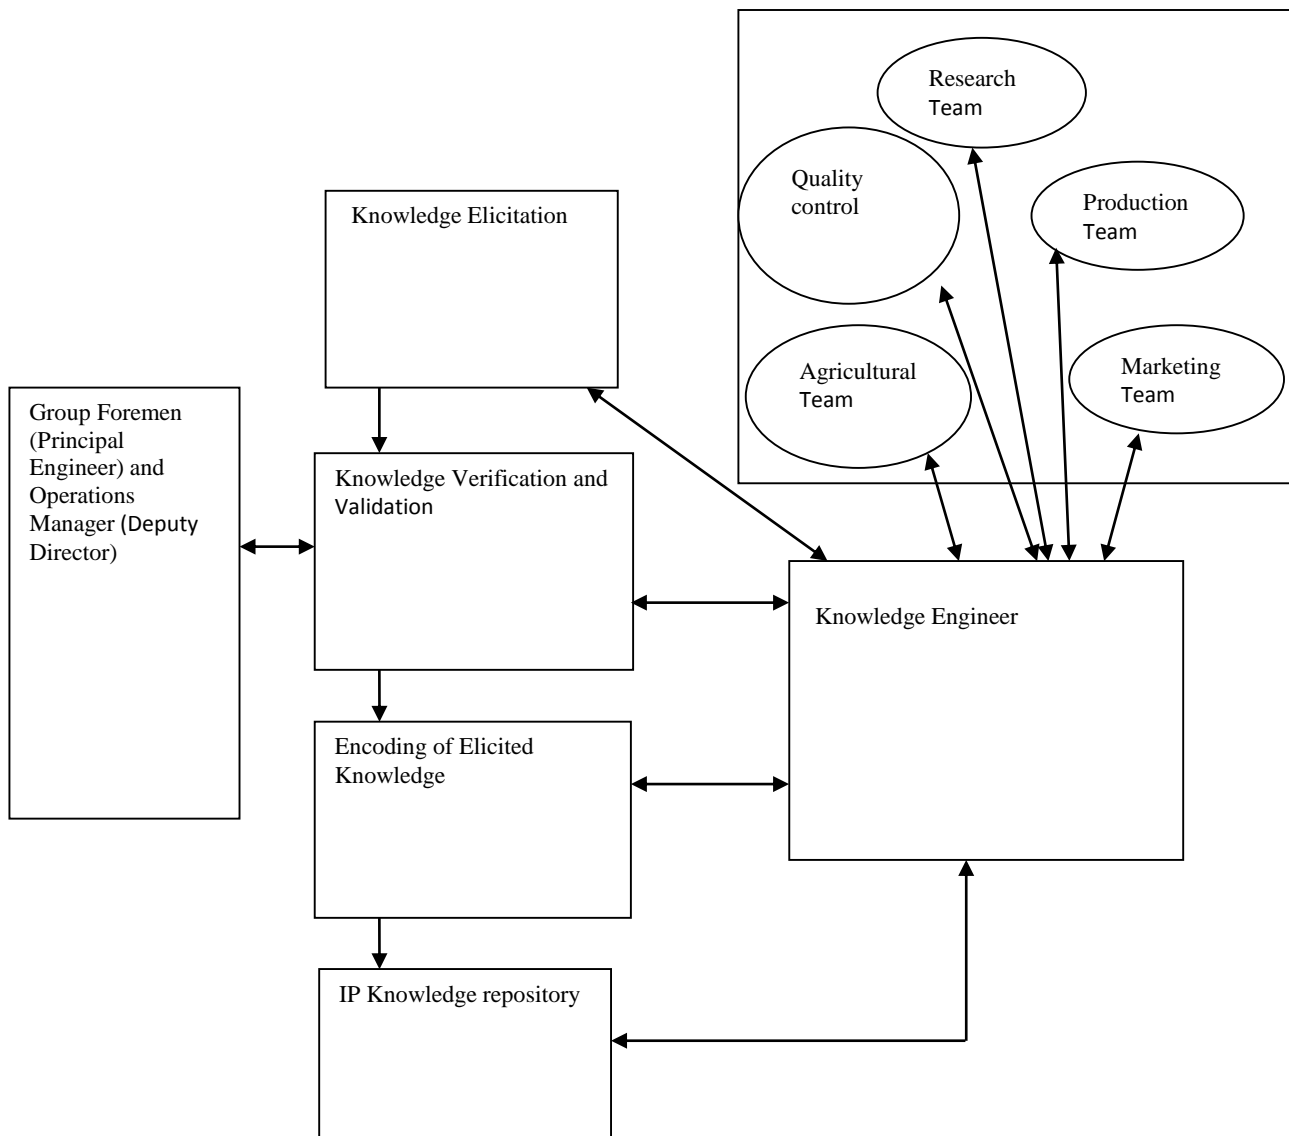 Research
Team
Quality
control
Production
Team
Knowledge Elicitation
Agricultural
Team
Marketing
Team
Group Foremen
(Principal
Engineer) and
Operations
Manager (Deputy
Director)
Knowledge Verification and
Validation
Knowledge Engineer
Encoding of Elicited
Knowledge
IP Knowledge repository